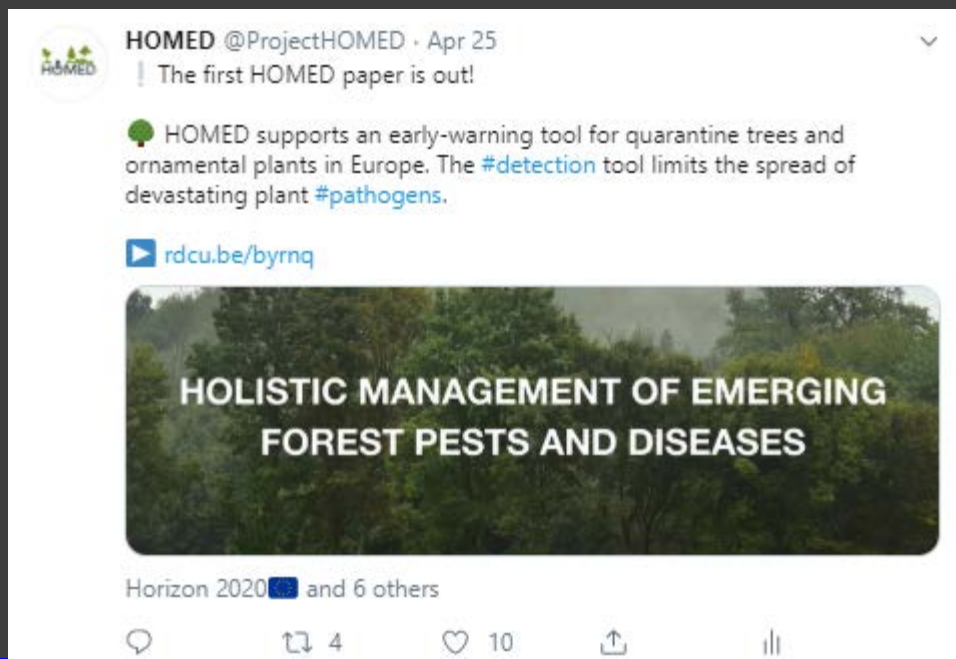 HOMED @ProjectHOMED · Apr 25
HOMED
❕ The first HOMED paper is out!
🌳 HOMED supports an early-warning tool for quarantine trees and
ornamental plants in Europe. The #detection tool limits the spread of
devastating plant #pathogens.
▶️ rdcu.be/byrnq
HOLISTIC MANAGEMENT OF EMERGING
FOREST PESTS AND DISEASES
Horizon 2020🇪🇺 and 6 others
4 10